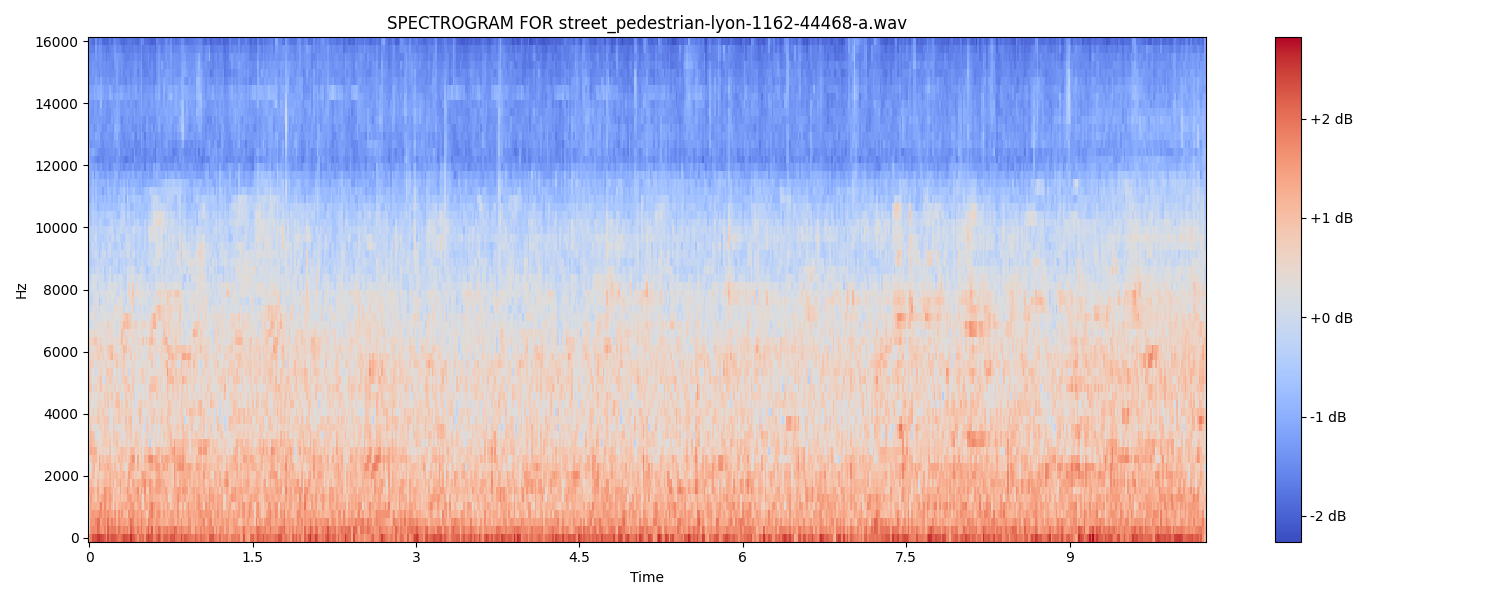 SPECTROGRAM FOR street_pedestrian-lyon-1162-44468-a.wav
16000
14000
12000
10000
8000
6000
4000
2000
0
Hz
0 1.5 3 4.5 6 7.5 9
Time
+2 dB
+1 dB
+0 dB
-1 dB
-2 dB